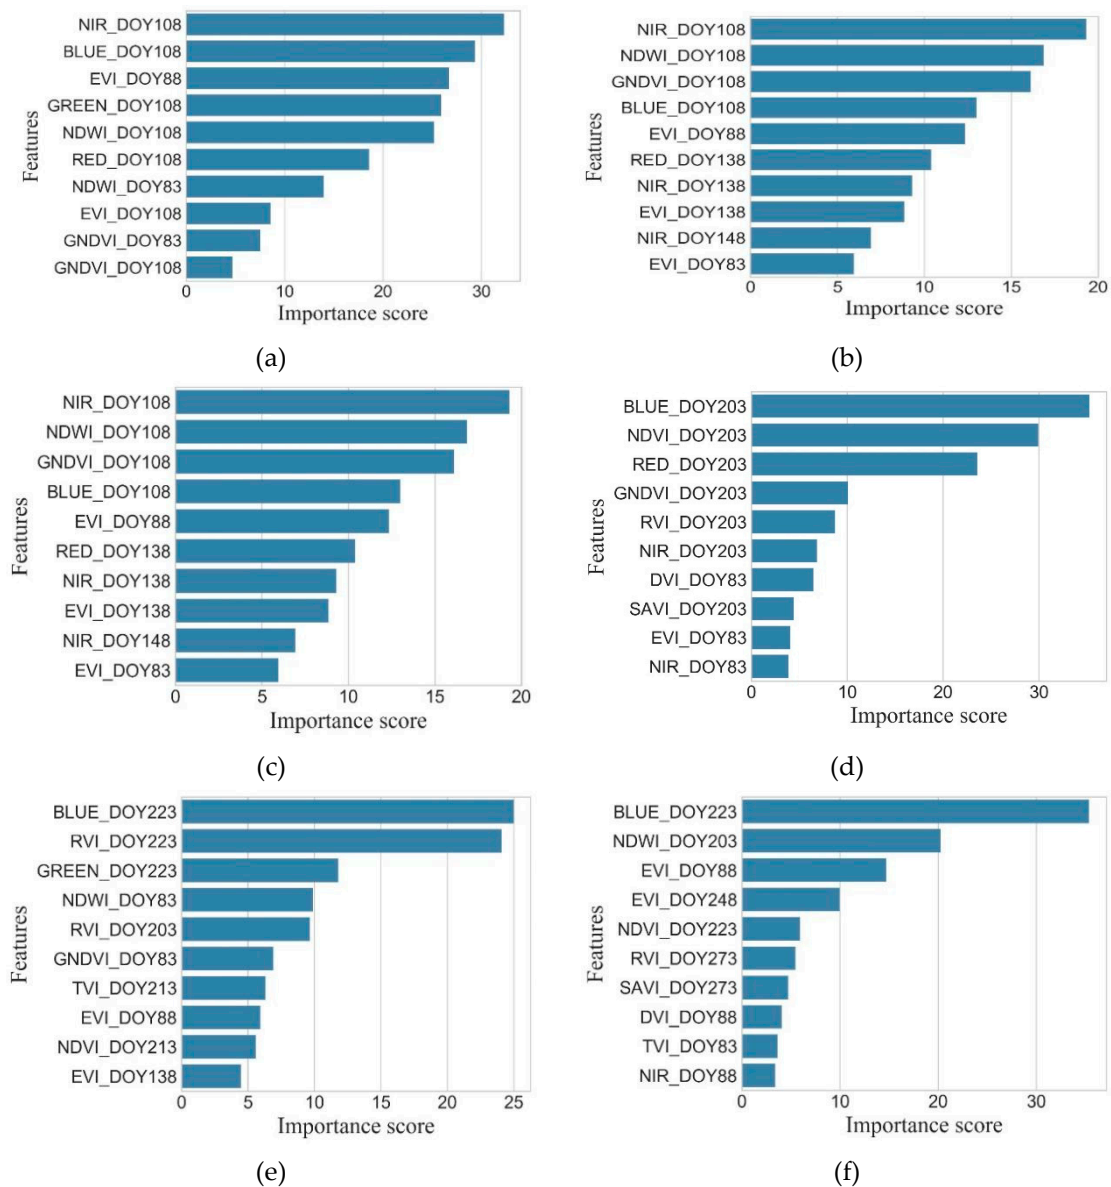 NIR_DOY108
BLUE_DOY108
EVI_DOY88
GREEN_DOY108
NDWI_DOY108
RED_DOY108
NDWI_DOY83
EVI_DOY108
GNDVI_DOY83
GNDVI_DOY108
Features
0 10 20 30
Importance score
(a)
NIR_DOY108
NDWI_DOY108
GNDVI_DOY108
BLUE_DOY108
EVI_DOY88
RED_DOY138
NIR_DOY138
EVI_DOY138
NIR_DOY148
EVI_DOY83
Features
0 5 10 15 20
Importance score
(b)
NIR_DOY108
NDWI_DOY108
GNDVI_DOY108
BLUE_DOY108
EVI_DOY88
RED_DOY138
NIR_DOY138
EVI_DOY138
NIR_DOY148
EVI_DOY83
Features
0 5 10 15 20
Importance score
(c)
BLUE_DOY203
NDVI_DOY203
RED_DOY203
GNDVI_DOY203
RVI_DOY203
NIR_DOY203
DVI_DOY83
SAVI_DOY203
EVI_DOY83
NIR_DOY83
Features
0 10 20 30
Importance score
(d)
BLUE_DOY223
RVI_DOY223
GREEN_DOY223
NDWI_DOY83
RVI_DOY203
GNDVI_DOY83
TVI_DOY213
EVI_DOY88
NDVI_DOY213
EVI_DOY138
Features
0 5 10 15 20 25
Importance score
(e)
BLUE_DOY223
NDWI_DOY203
EVI_DOY88
EVI_DOY248
NDVI_DOY223
RVI_DOY273
SAVI_DOY273
DVI_DOY88
TVI_DOY83
NIR_DOY88
Features
0 10 20 30
Importance score
(f)